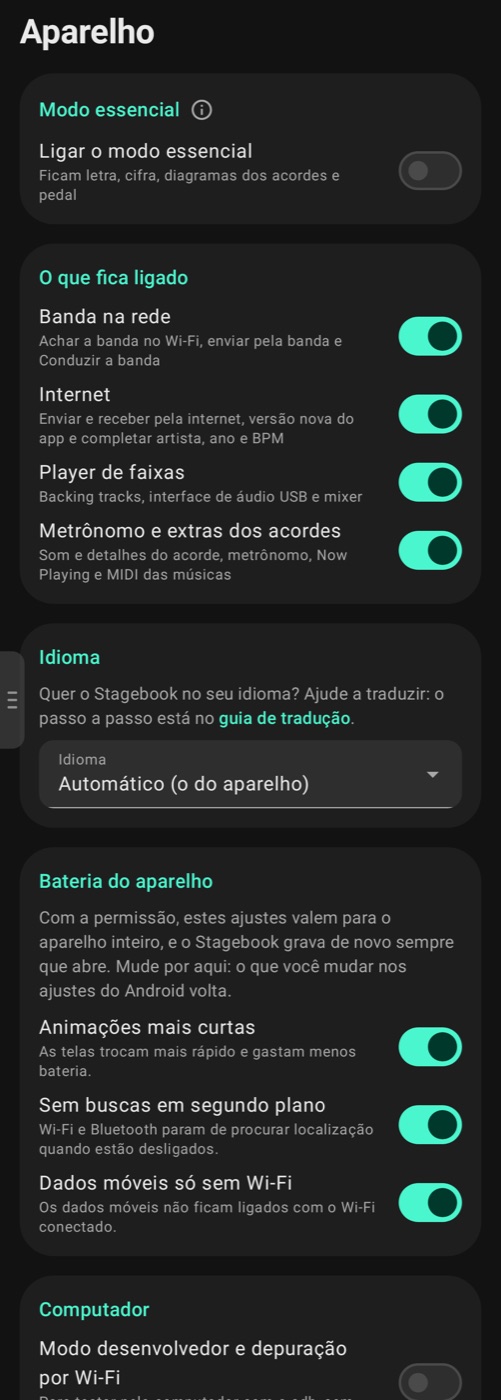 Aparelho
Modo essencial
Ligar o modo essencial
Ficam letra, cifra, diagramas dos acordes e
pedal
O que fica ligado
Banda na rede
Achar a banda no Wi-Fi, enviar pela banda e
Conduzir a banda
Internet
Enviar e receber pela internet, versão nova do
app e completar artista, ano e BPM
Player de faixas
Backing tracks, interface de áudio USB e mixer
Metrônomo e extras dos acordes
Som e detalhes do acorde, metrônomo, Now
Playing e MIDI das músicas
Idioma
Quer o Stagebook no seu idioma? Ajude a traduzir: o
passo a passo está no guia de tradução.
Idioma
Automático (o do aparelho)
Bateria do aparelho
Com a permissão, estes ajustes valem para o
aparelho inteiro, e o Stagebook grava de novo sempre
que abre. Mude por aqui: o que você mudar nos
ajustes do Android volta.
Animações mais curtas
As telas trocam mais rápido e gastam menos
bateria.
Sem buscas em segundo plano
Wi-Fi e Bluetooth param de procurar localização
quando estão desligados.
Dados móveis só sem Wi-Fi
Os dados móveis não ficam ligados com o Wi-Fi
conectado.
Computador
Modo desenvolvedor e depuração
por Wi-Fi